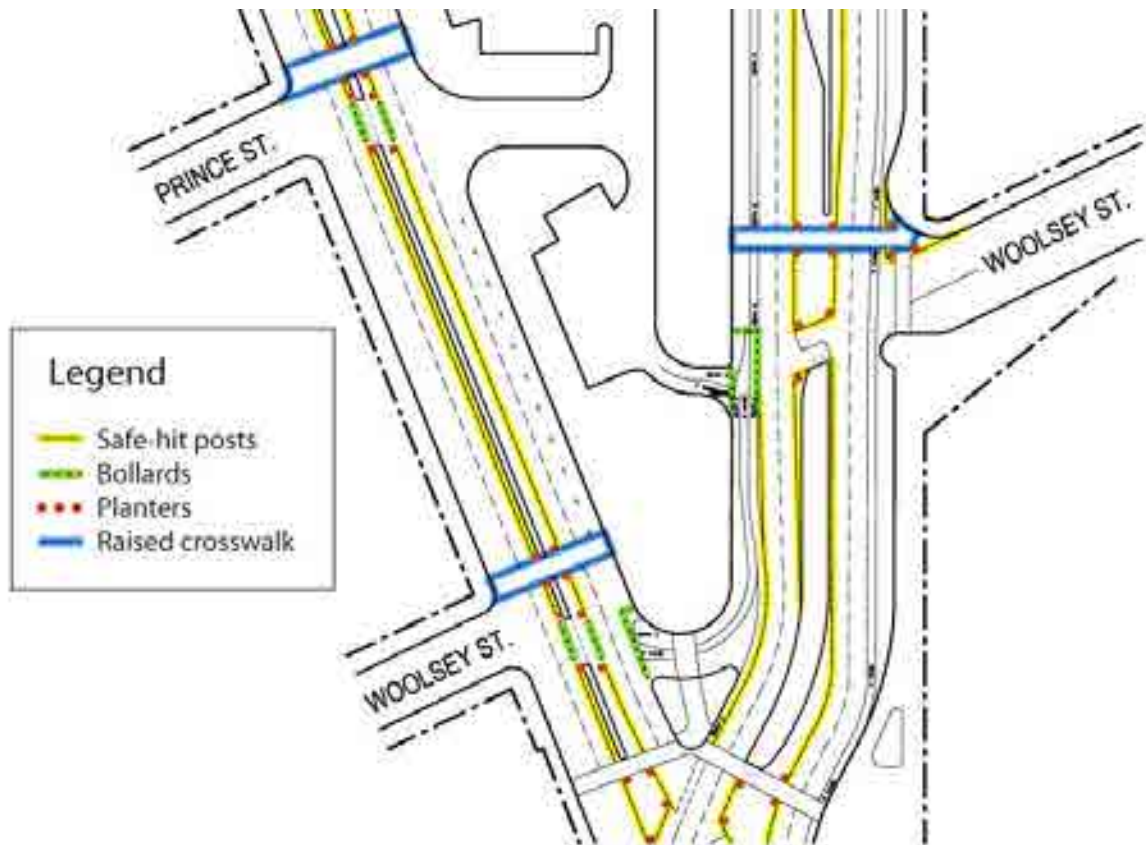 PRINCE ST.
WOOLSEY ST.
Legend
Safe-hit posts
Bollards
Planters
Raised crosswalk
WOOLSEY ST.